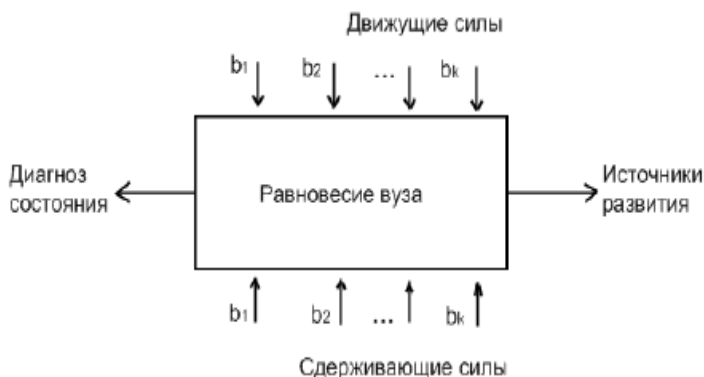 Движущие силы
b1 b2 ... bk
Диагноз
состояния
Равновесие вуза
Источники
развития
b1 b2 ... bk
Сдерживающие силы